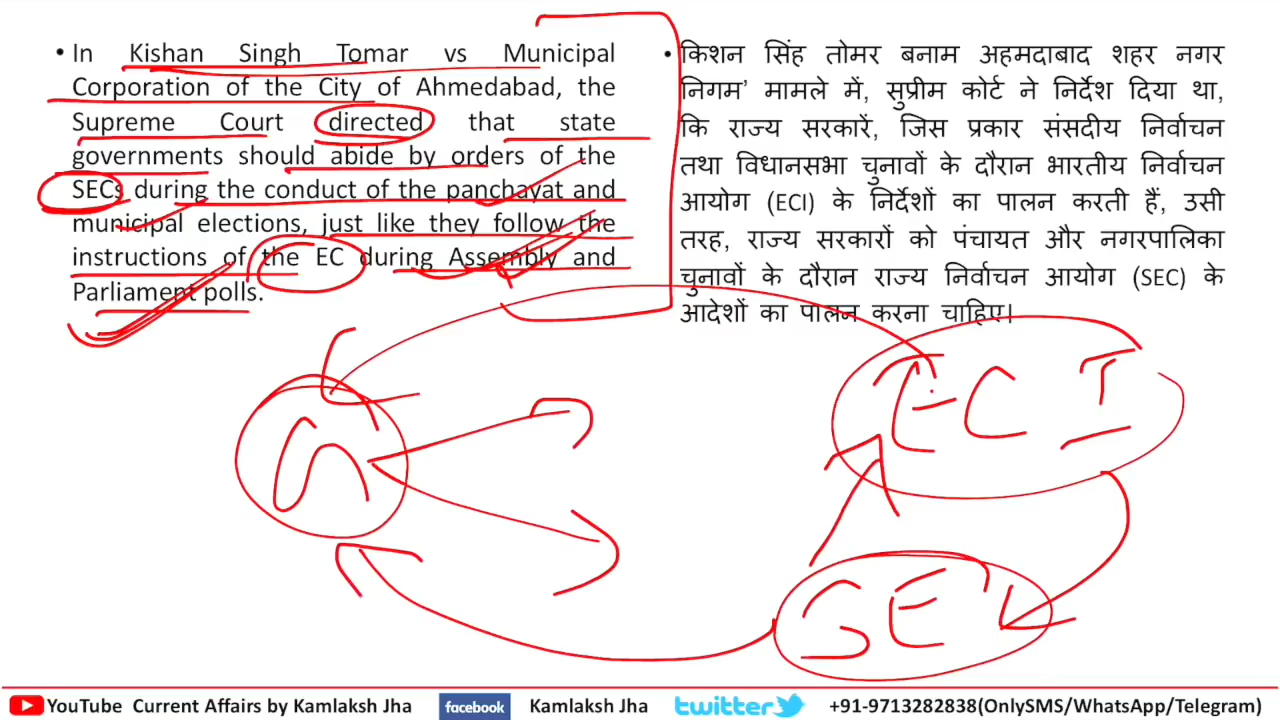 • In Kishan Singh Tomar vs Municipal
Corporation of the City of Ahmedabad, the
Supreme Court directed that state
governments should abide by orders of the
SECs during the conduct of the panchayat and
municipal elections, just like they follow the
instructions of the EC during Assembly and
Parliament polls.
• किशन सिंह तोमर बनाम अहमदाबाद शहर नगर
निगम’ मामले में, सुप्रीम कोर्ट ने निर्देश दिया था,
कि राज्य सरकारें, जिस प्रकार संसदीय निर्वाचन
तथा विधानसभा चुनावों के दौरान भारतीय निर्वाचन
आयोग (ECI) के निर्देशों का पालन करती हैं, उसी
तरह, राज्य सरकारों को पंचायत और नगरपालिका
चुनावों के दौरान राज्य निर्वाचन आयोग (SEC) के
आदेशों का पालन करना चाहिए।
ECI
YouTube Current Affairs by Kamlaksh Jha facebook Kamlaksh Jha twitter +91-9713282838(OnlySMS/WhatsApp/Telegram)